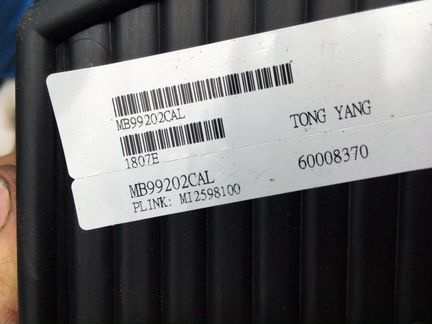 MB99202CAL
1807E
TONG YANG
MB99202CAL
60008370
PLINK: MI2598100